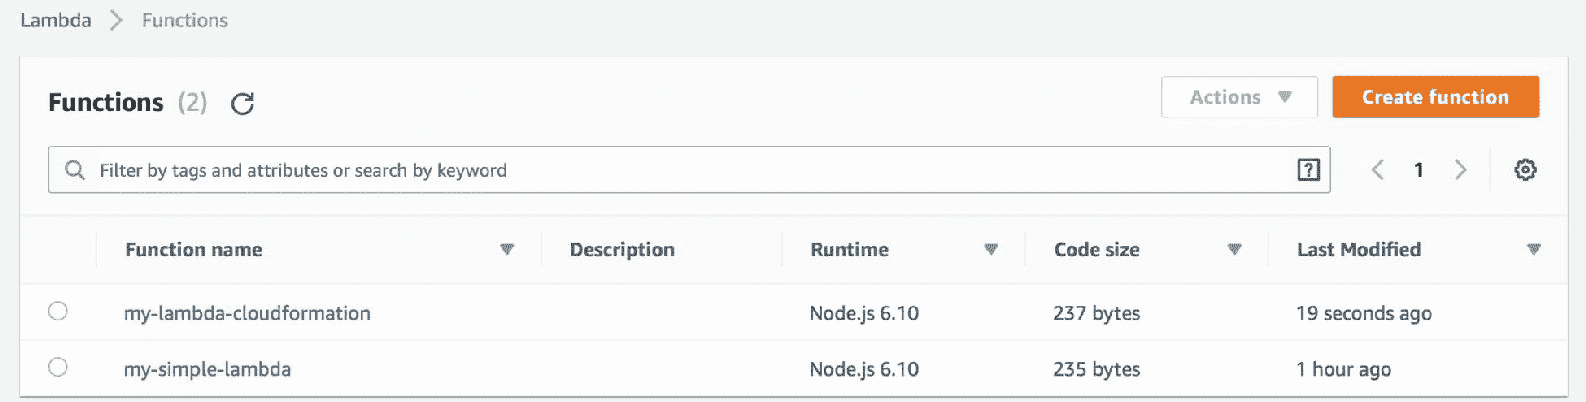 Lambda > Functions
Functions (2)
Actions
Create function
Filter by tags and attributes or search by keyword
?
1
Function name Description Runtime Code size Last Modified
my-lambda-cloudformation Node.js 6.10 237 bytes 19 seconds ago
my-simple-lambda Node.js 6.10 235 bytes 1 hour ago